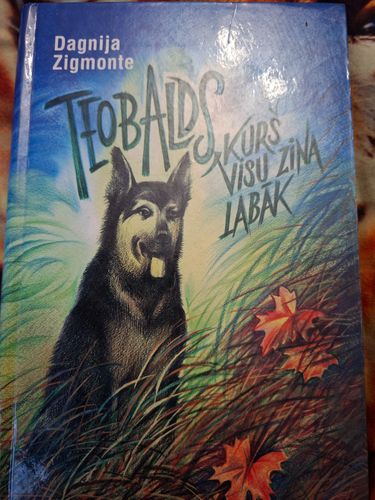 Dagnija
Zigmonte
TEOBALDS,
KURŠ
VISU ZINA
LABĀK